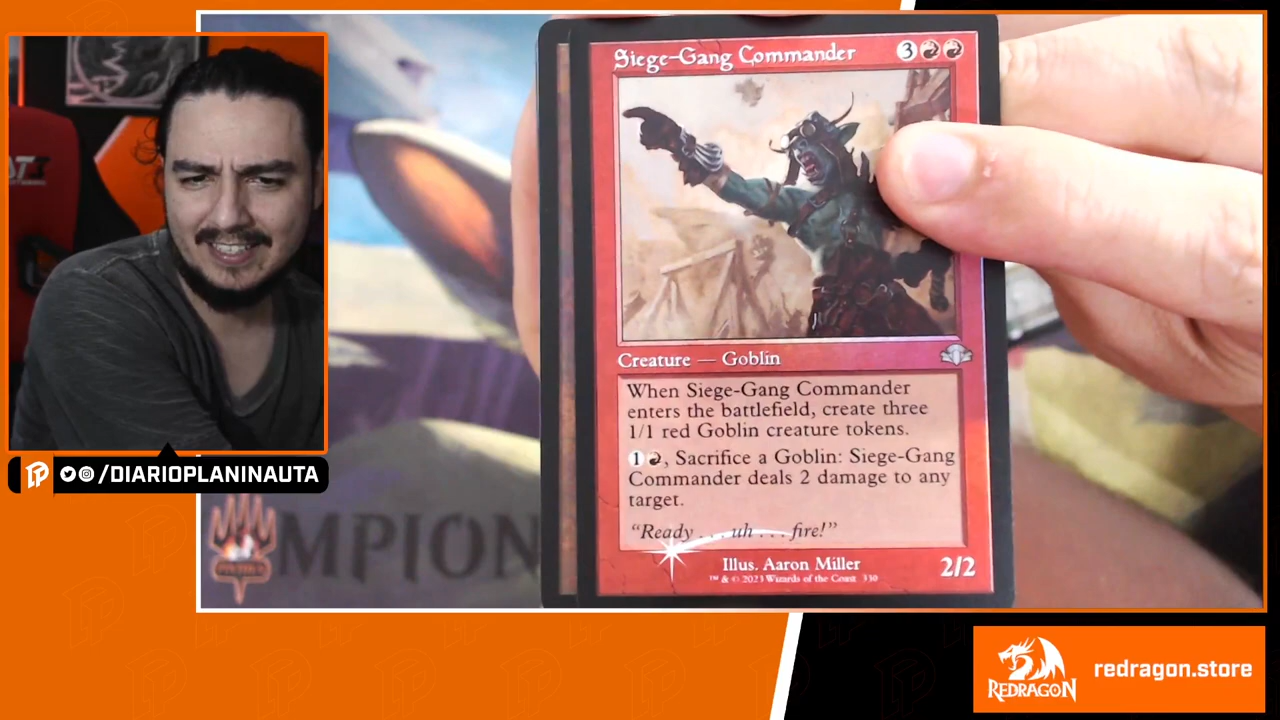 Siege-Gang Commander 3
Creature — Goblin
When Siege-Gang Commander
enters the battlefield, create three
1/1 red Goblin creature tokens.
1 , Sacrifice a Goblin: Siege-Gang
Commander deals 2 damage to any
target.
“Ready . . . uh . . . fire!”
Illus. Aaron Miller
™ & © 2023 Wizards of the Coast 330
2/2
/DIARIOPLANINAUTA
MPION
REDRAGON
redragon.store